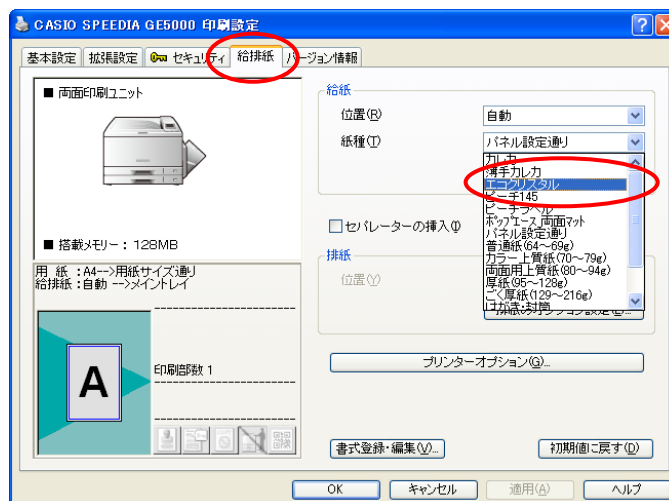 CASIO SPEEDIA GE5000 印刷設定
基本設定 拡張設定 セキュリティ 給排紙 バージョン情報
■ 両面印刷ユニット
■ 搭載メモリー： 128MB
用 紙 ：A4-->用紙サイズ通り
給排紙 ：自動 -->メイントレイ
A
印刷部数 1
給紙
位置(R) 自動
紙種(T) パネル設定通り
カレカ
薄手カレカ
エコクリスタル
ピーチ145
ピーチラベル
ポップエース両面マット
パネル設定通り
普通紙(64～69g)
カラー上質紙(70～79g)
両面用上質紙(80～94g)
厚紙(95～128g)
ごく厚紙(129～216g)
はがき・封筒
セパレーターの挿入(I)
排紙
位置(Y)
プリンターオプション(G)...
書式登録・編集(V)... 初期値に戻す(D)
OK キャンセル 適用(A) ヘルプ